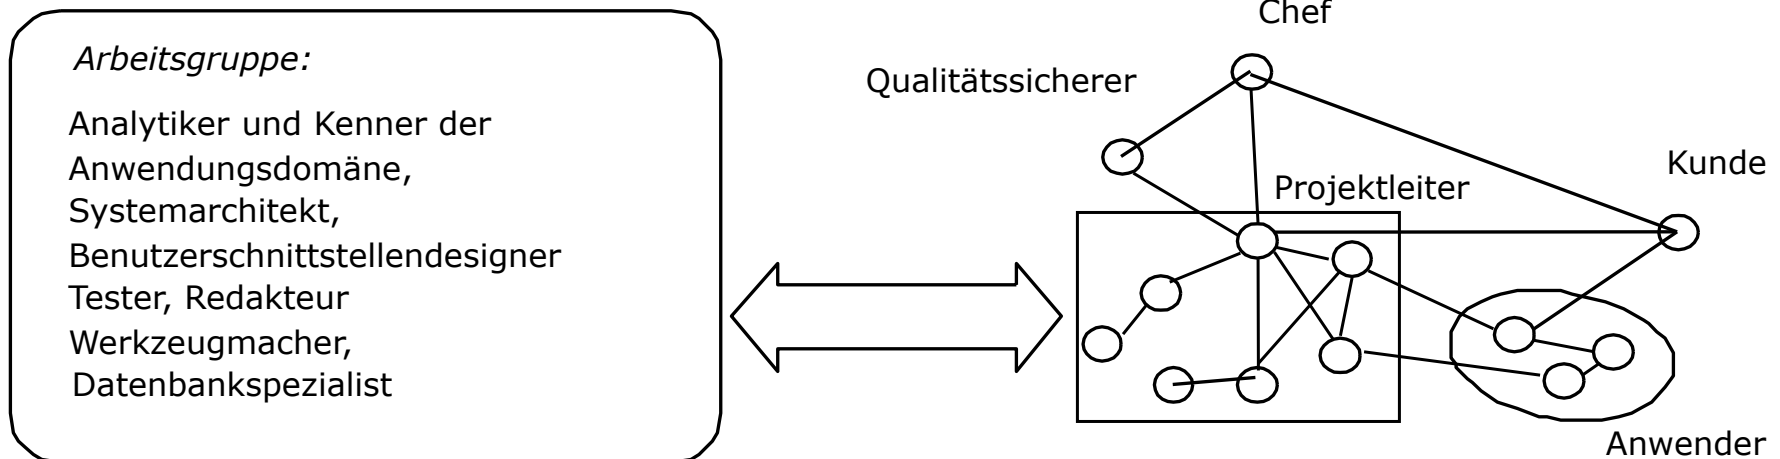 Arbeitsgruppe:
Analytiker und Kenner der
Anwendungsdomäne,
Systemarchitekt,
Benutzerschnittstellendesigner
Tester, Redakteur
Werkzeugmacher,
Datenbankspezialist
Chef
Qualitätssicherer
Kunde
Projektleiter
Anwender